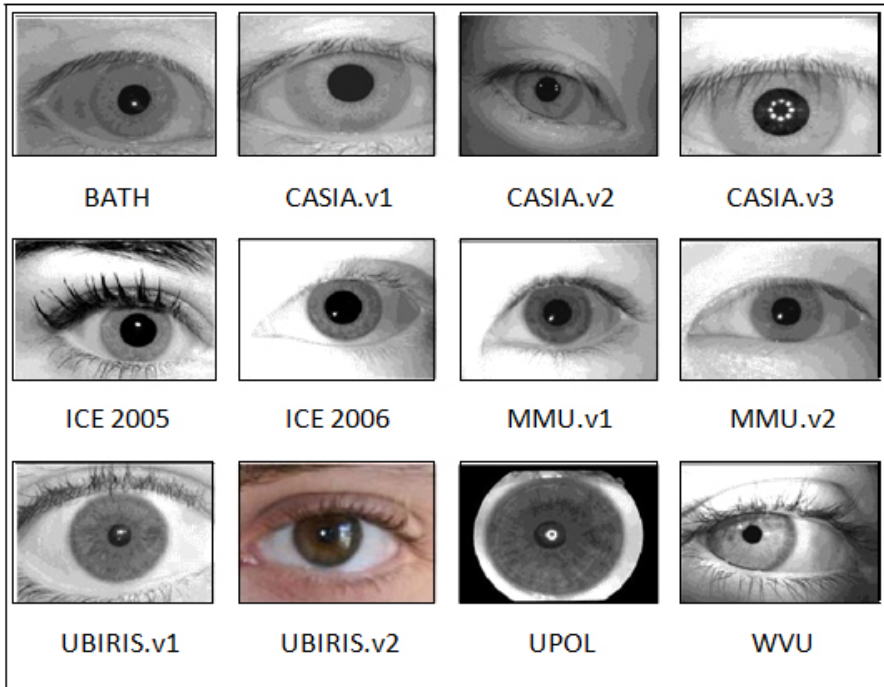 BATH CASIA.v1 CASIA.v2 CASIA.v3
ICE 2005 ICE 2006 MMU.v1 MMU.v2
UBIRIS.v1 UBIRIS.v2 UPOL WVU